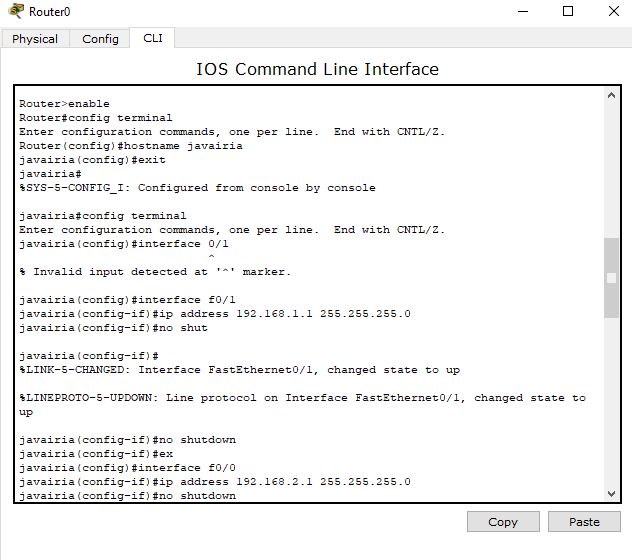 Router0
Physical Config CLI
IOS Command Line Interface
Router>enable
Router#config terminal
Enter configuration commands, one per line.  End with CNTL/Z.
Router(config)#hostname javairia
javairia(config)#exit
javairia#
%SYS-5-CONFIG_I: Configured from console by console
javairia#config terminal
Enter configuration commands, one per line.  End with CNTL/Z.
javairia(config)#interface 0/1
^
% Invalid input detected at '^' marker.
javairia(config)#interface f0/1
javairia(config-if)#ip address 192.168.1.1 255.255.255.0
javairia(config-if)#no shut
javairia(config-if)#
%LINK-5-CHANGED: Interface FastEthernet0/1, changed state to up
%LINEPROTO-5-UPDOWN: Line protocol on Interface FastEthernet0/1, changed state to
up
javairia(config-if)#no shutdown
javairia(config-if)#ex
javairia(config)#interface f0/0
javairia(config-if)#ip address 192.168.2.1 255.255.255.0
javairia(config-if)#no shutdown
Copy Paste